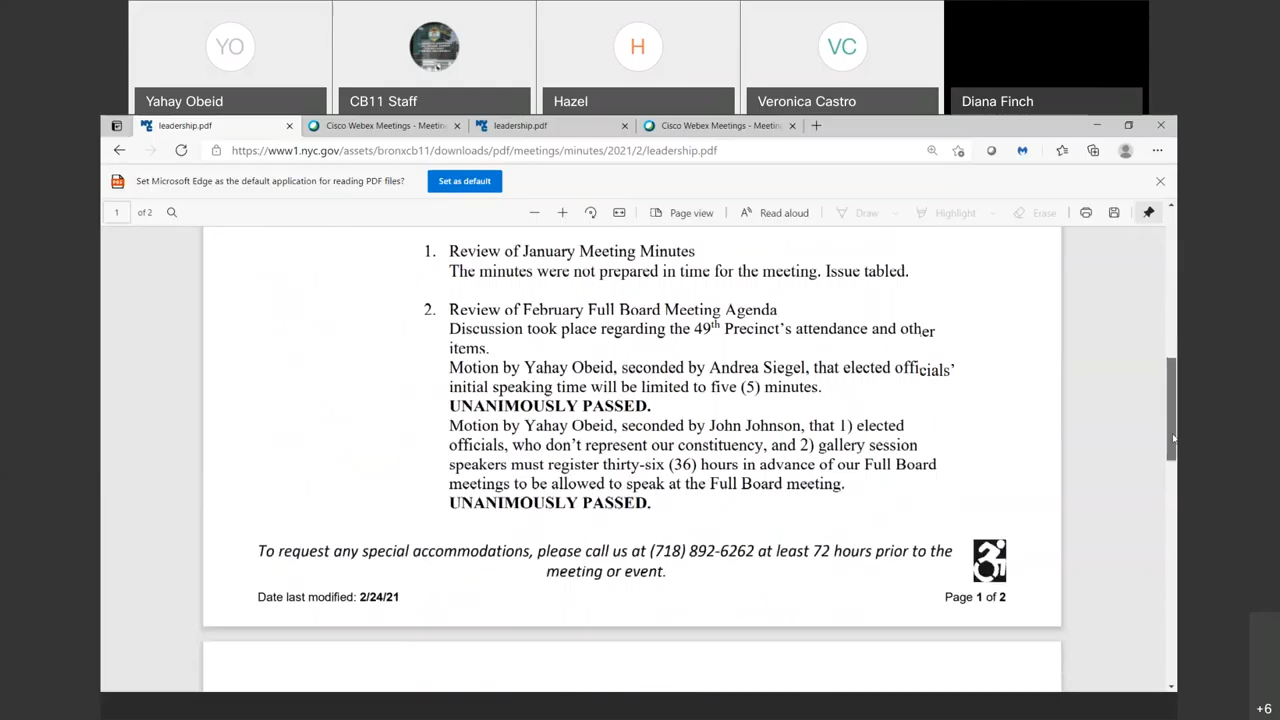 YO
H
VC
Yahay Obeid
CB11 Staff
Hazel
Veronica Castro
Diana Finch
leadership.pdf
Cisco Webex Meetings - Meetin
leadership.pdf
Cisco Webex Meetings - Meetin
https://www1.nyc.gov/assets/bronxcb11/downloads/pdf/meetings/minutes/2021/2/leadership.pdf
Set Microsoft Edge as the default application for reading PDF files?
Set as default
1 of 2
Page view
Read aloud
Draw
Highlight
Erase
1. Review of January Meeting Minutes
The minutes were not prepared in time for the meeting. Issue tabled.
2. Review of February Full Board Meeting Agenda
Discussion took place regarding the 49th Precinct's attendance and other
items.
Motion by Yahay Obeid, seconded by Andrea Siegel, that elected officials'
initial speaking time will be limited to five (5) minutes.
UNANIMOUSLY PASSED.
Motion by Yahay Obeid, seconded by John Johnson, that 1) elected
officials, who don't represent our constituency, and 2) gallery session
speakers must register thirty-six (36) hours in advance of our Full Board
meetings to be allowed to speak at the Full Board meeting.
UNANIMOUSLY PASSED.
To request any special accommodations, please call us at (718) 892-6262 at least 72 hours prior to the
meeting or event.
Date last modified: 2/24/21
Page 1 of 2
+6